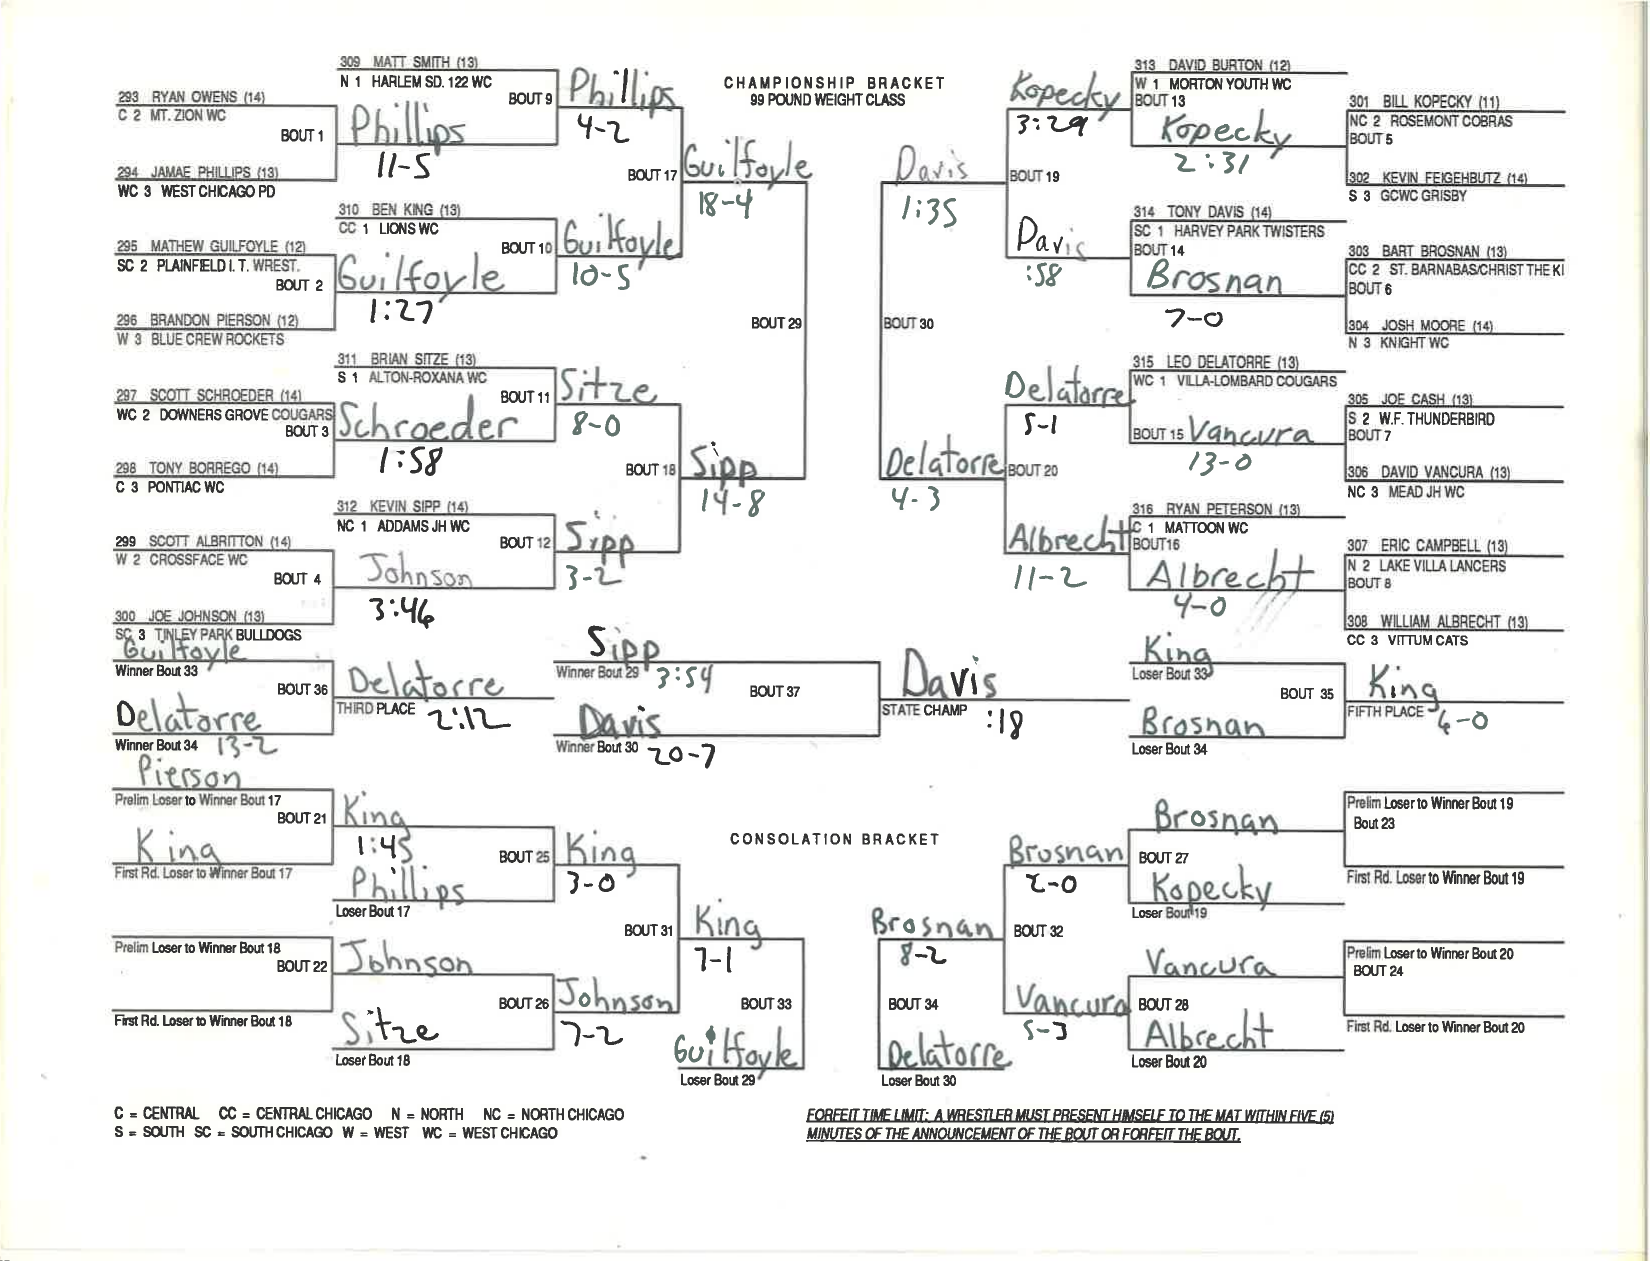 CHAMPIONSHIP BRACKET
99 POUND WEIGHT CLASS
293 RYAN OWENS (14)
C 2 MT. ZION WC
BOUT 1
294 JAMAE PHILLIPS (13)
WC 3 WEST CHICAGO PD
295 MATHEW GUILFOYLE (12)
SC 2 PLAINFIELD I. T. WREST.
BOUT 2
296 BRANDON PIERSON (12)
W 3 BLUE CREW ROCKETS
297 SCOTT SCHROEDER (14)
WC 2 DOWNERS GROVE COUGARS
BOUT 3
298 TONY BORREGO (14)
C 3 PONTIAC WC
299 SCOTT ALBRITTON (14)
W 2 CROSSFACE WC
BOUT 4
300 JOE JOHNSON (13)
SC 3 TINLEY PARK BULLDOGS
309 MATT SMITH (13)
N 1 HARLEM SD. 122 WC
BOUT 9
Phillips
11-5
310 BEN KING (13)
CC 1 LIONS WC
BOUT 10
Guilfoyle
1:27
311 BRIAN SITZE (13)
S 1 ALTON-ROXANA WC
BOUT 11
Schroeder
1:58
312 KEVIN SIPP (14)
NC 1 ADDAMS JH WC
BOUT 12
Johnson
3:46
Phillips
4-2
BOUT 17
Guilfoyle
10-5
Sitze
8-0
BOUT 18
Sipp
3-2
Guilfoyle
18-4
BOUT 29
Sipp
14-8
Davis
1:35
BOUT 30
Delatorre
4-3
Kopecky
3:29
BOUT 19
Davis
:58
Delatorre
5-1
BOUT 20
Albrecht
11-2
313 DAVID BURTON (12)
W 1 MORTON YOUTH WC
BOUT 13
Kopecky
2:31
314 TONY DAVIS (14)
SC 1 HARVEY PARK TWISTERS
BOUT 14
Brosnan
7-0
315 LEO DELATORRE (13)
WC 1 VILLA-LOMBARD COUGARS
BOUT 15
Vancura
13-0
316 RYAN PETERSON (13)
C 1 MATTOON WC
BOUT16
Albrecht
4-0
301 BILL KOPECKY (11)
NC 2 ROSEMONT COBRAS
BOUT 5
302 KEVIN FEIGEHBUTZ (14)
S 3 GCWC GRISBY
303 BART BROSNAN (13)
CC 2 ST. BARNABAS/CHRIST THE KI
BOUT 6
304 JOSH MOORE (14)
N 3 KNIGHT WC
305 JOE CASH (13)
S 2 W.F. THUNDERBIRD
BOUT 7
306 DAVID VANCURA (13)
NC 3 MEAD JH WC
307 ERIC CAMPBELL (13)
N 2 LAKE VILLA LANCERS
BOUT 8
308 WILLIAM ALBRECHT (13)
CC 3 VITTUM CATS
Guilfoyle
Winner Bout 33
BOUT 36
Delatorre
Winner Bout 34 13-2
Delatorre
THIRD PLACE 2:12
Sipp
Winner Bout 29 3:54
BOUT 37
Davis
Winner Bout 30 20-7
Davis
STATE CHAMP :18
King
Loser Bout 33
BOUT 35
Brosnan
Loser Bout 34
King
FIFTH PLACE 4-0
Pierson
Prelim Loser to Winner Bout 17
BOUT 21
King
First Rd. Loser to Winner Bout 17
Prelim Loser to Winner Bout 18
BOUT 22
First Rd. Loser to Winner Bout 18
King
1:45
BOUT 25
Phillips
Loser Bout 17
Johnson
BOUT 26
Sitze
Loser Bout 18
King
3-0
BOUT 31
Johnson
7-2
King
7-1
BOUT 33
Guilfoyle
Loser Bout 29
CONSOLATION BRACKET
Brosnan
8-2
BOUT 34
Delatorre
Loser Bout 30
Brosnan
2-0
BOUT 32
Vancura
5-3
Brosnan
BOUT 27
Kopecky
Loser Bout 19
Vancura
BOUT 28
Albrecht
Loser Bout 20
Prelim Loser to Winner Bout 19
Bout 23
First Rd. Loser to Winner Bout 19
Prelim Loser to Winner Bout 20
BOUT 24
First Rd. Loser to Winner Bout 20
C = CENTRAL CC = CENTRAL CHICAGO N = NORTH NC = NORTH CHICAGO
S = SOUTH SC = SOUTH CHICAGO W = WEST WC = WEST CHICAGO
FORFEIT TIME LIMIT: A WRESTLER MUST PRESENT HIMSELF TO THE MAT WITHIN FIVE (5)
MINUTES OF THE ANNOUNCEMENT OF THE BOUT OR FORFEIT THE BOUT.